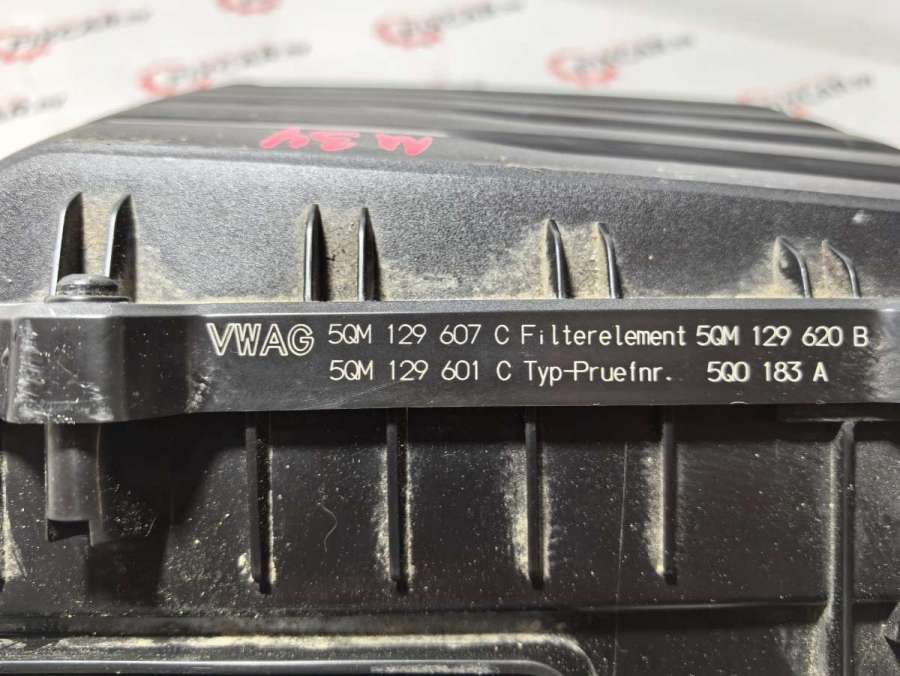 VWAG 5QM 129 607 C Filterelement 5QM 129 620 B
5QM 129 601 C Typ-Pruefnr. 5Q0 183 A